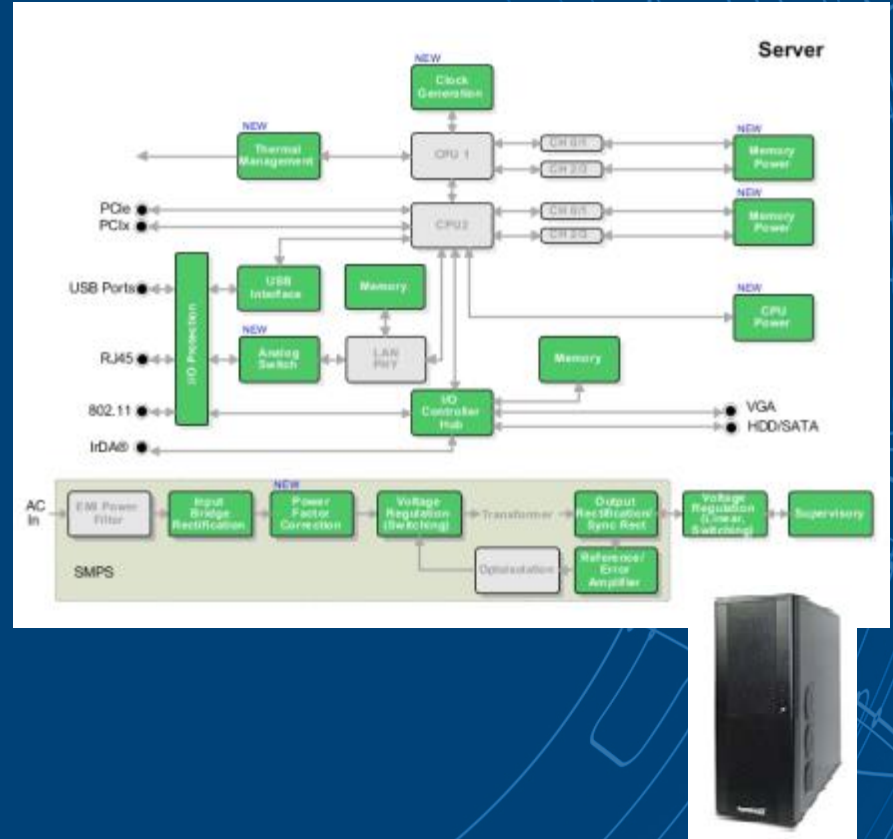 Server
NEW
Clock
Generation
NEW
Thermal
Management
CPU 1
CH 0/1
CH 2/3
NEW
Memory
Power
PCIe
PCIx
CPU2
CH 0/1
CH 2/3
NEW
Memory
Power
USB Ports
I/O Protection
USB
Interface
Memory
NEW
CPU
Power
RJ45
NEW
Analog
Switch
LAN
PHY
Memory
802.11
I/O
Controller
Hub
VGA
HDD/SATA
IrDA®
AC
In
EMI Power
Filter
Input
Bridge
Rectification
NEW
Power
Factor
Correction
Voltage
Regulation
(Switching)
Transformer
Output
Rectification/
Sync Rect
Voltage
Regulation
(Linear,
Switching)
Supervisory
SMPS
Optoisolation
Reference/
Error
Amplifier